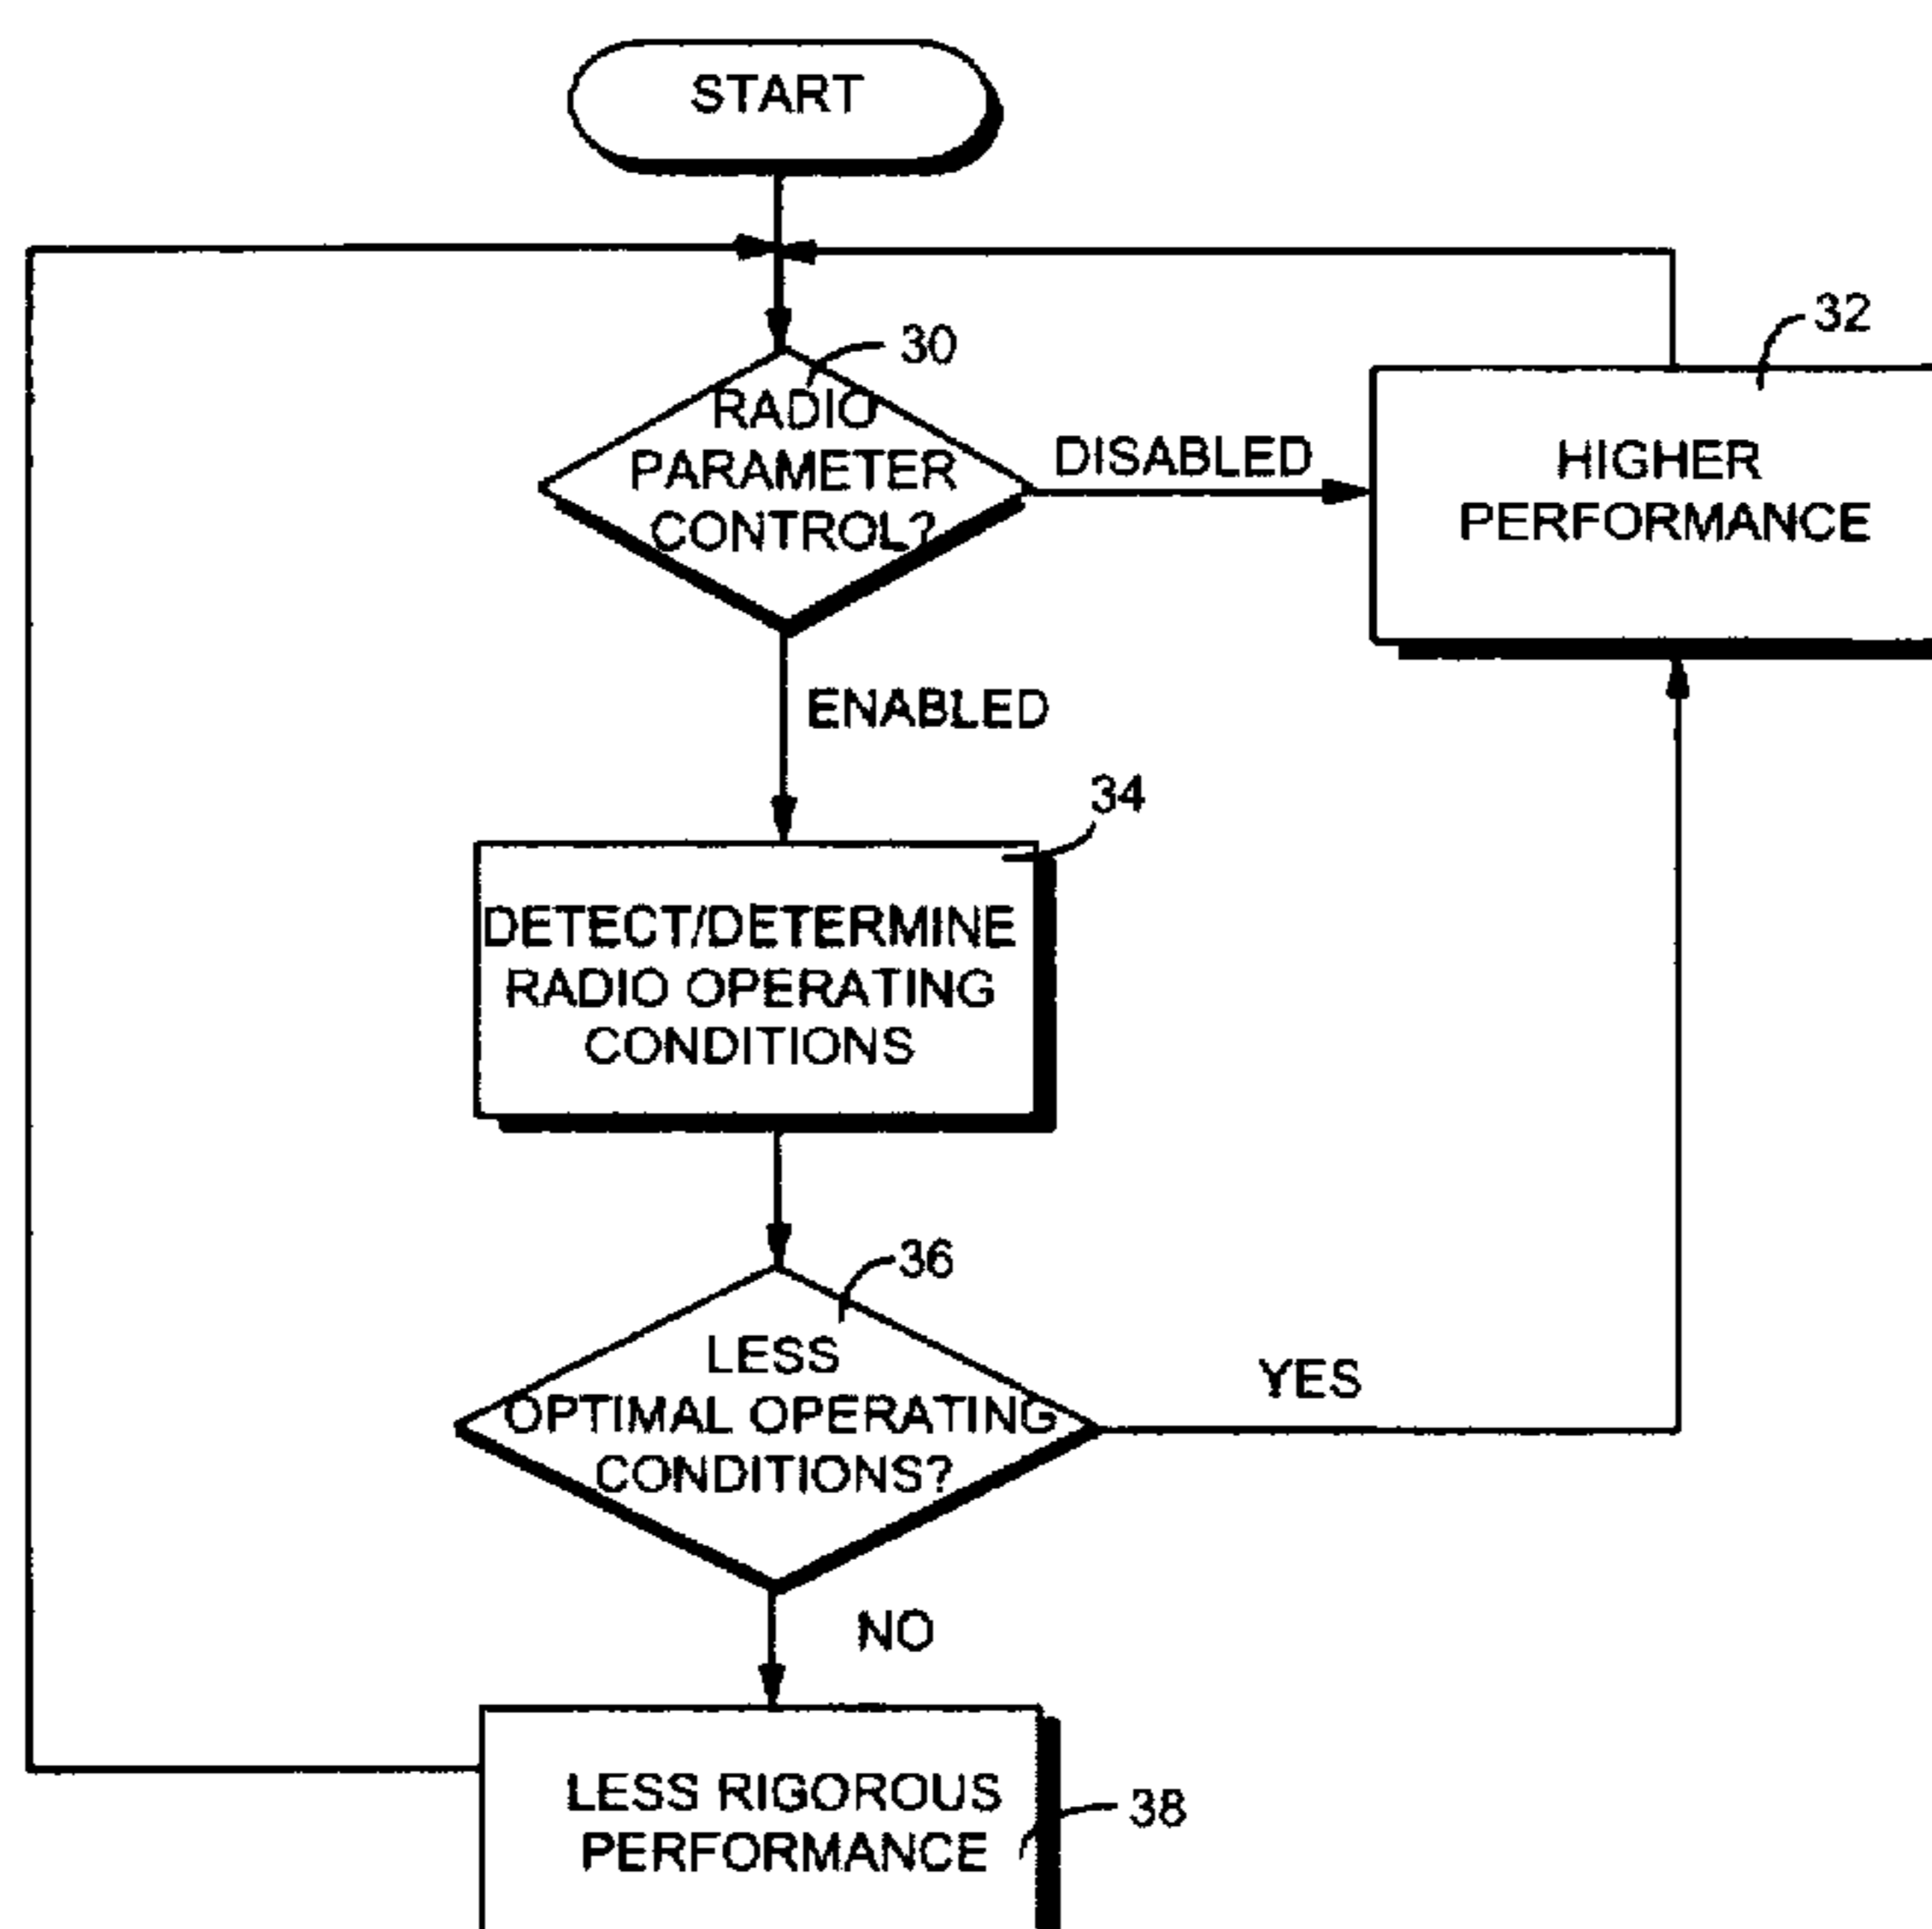 START
30
32
RADIO
PARAMETER
CONTROL?
DISABLED
HIGHER
PERFORMANCE
ENABLED
34
DETECT/DETERMINE
RADIO OPERATING
CONDITIONS
36
LESS
OPTIMAL OPERATING
CONDITIONS?
YES
NO
LESS RIGOROUS
PERFORMANCE
38